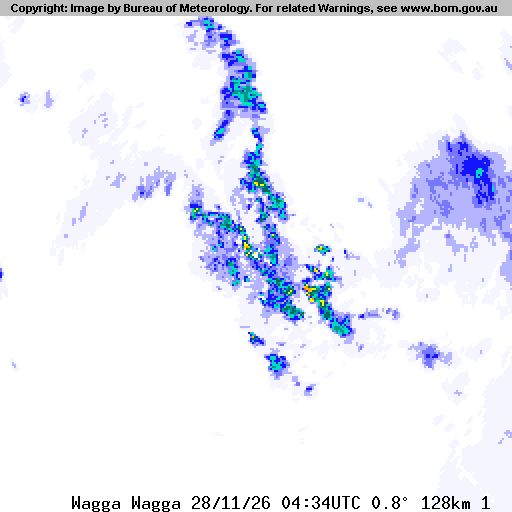 Copyright: Image by Bureau of Meteorology. For related Warnings, see www.bom.gov.au
Wagga Wagga 28/11/26 04:34UTC 0.8° 128km 1